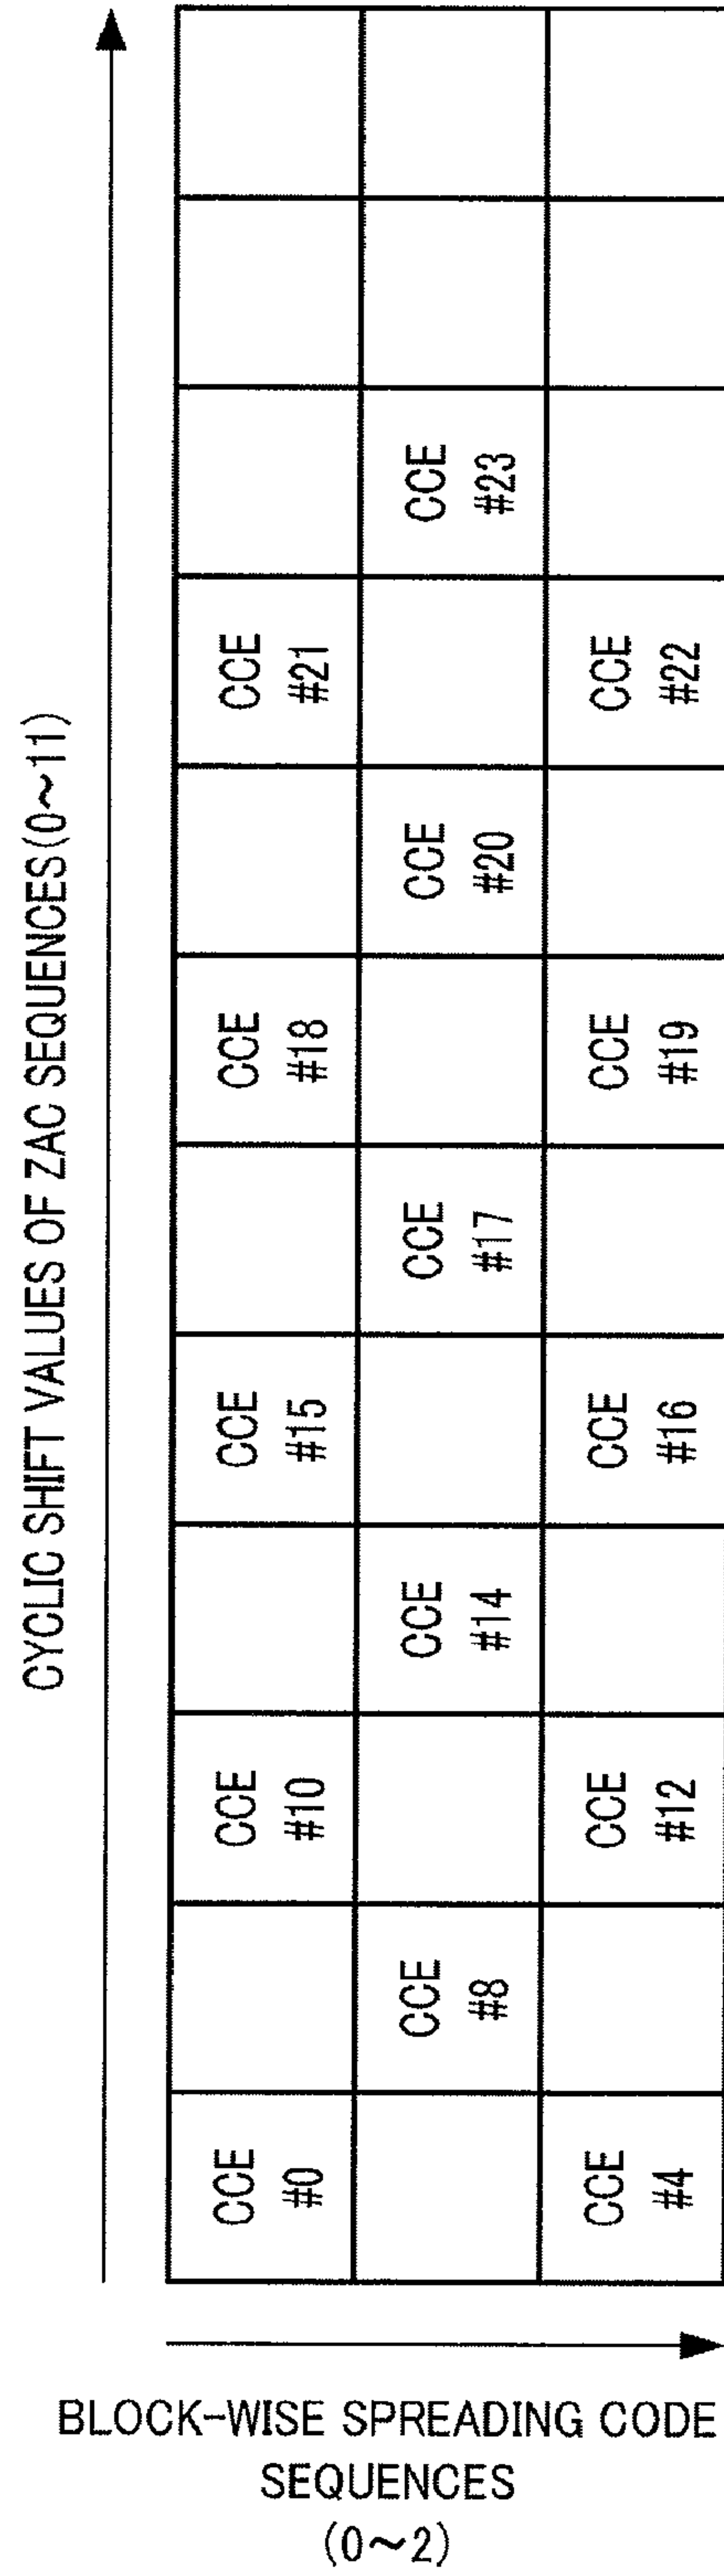 CYCLIC SHIFT VALUES OF ZAC SEQUENCES(0~11)
CCE
#0
CCE
#10
CCE
#15
CCE
#18
CCE
#21
CCE
#8
CCE
#14
CCE
#17
CCE
#20
CCE
#23
CCE
#4
CCE
#12
CCE
#16
CCE
#19
CCE
#22
BLOCK-WISE SPREADING CODE
SEQUENCES
(0~2)